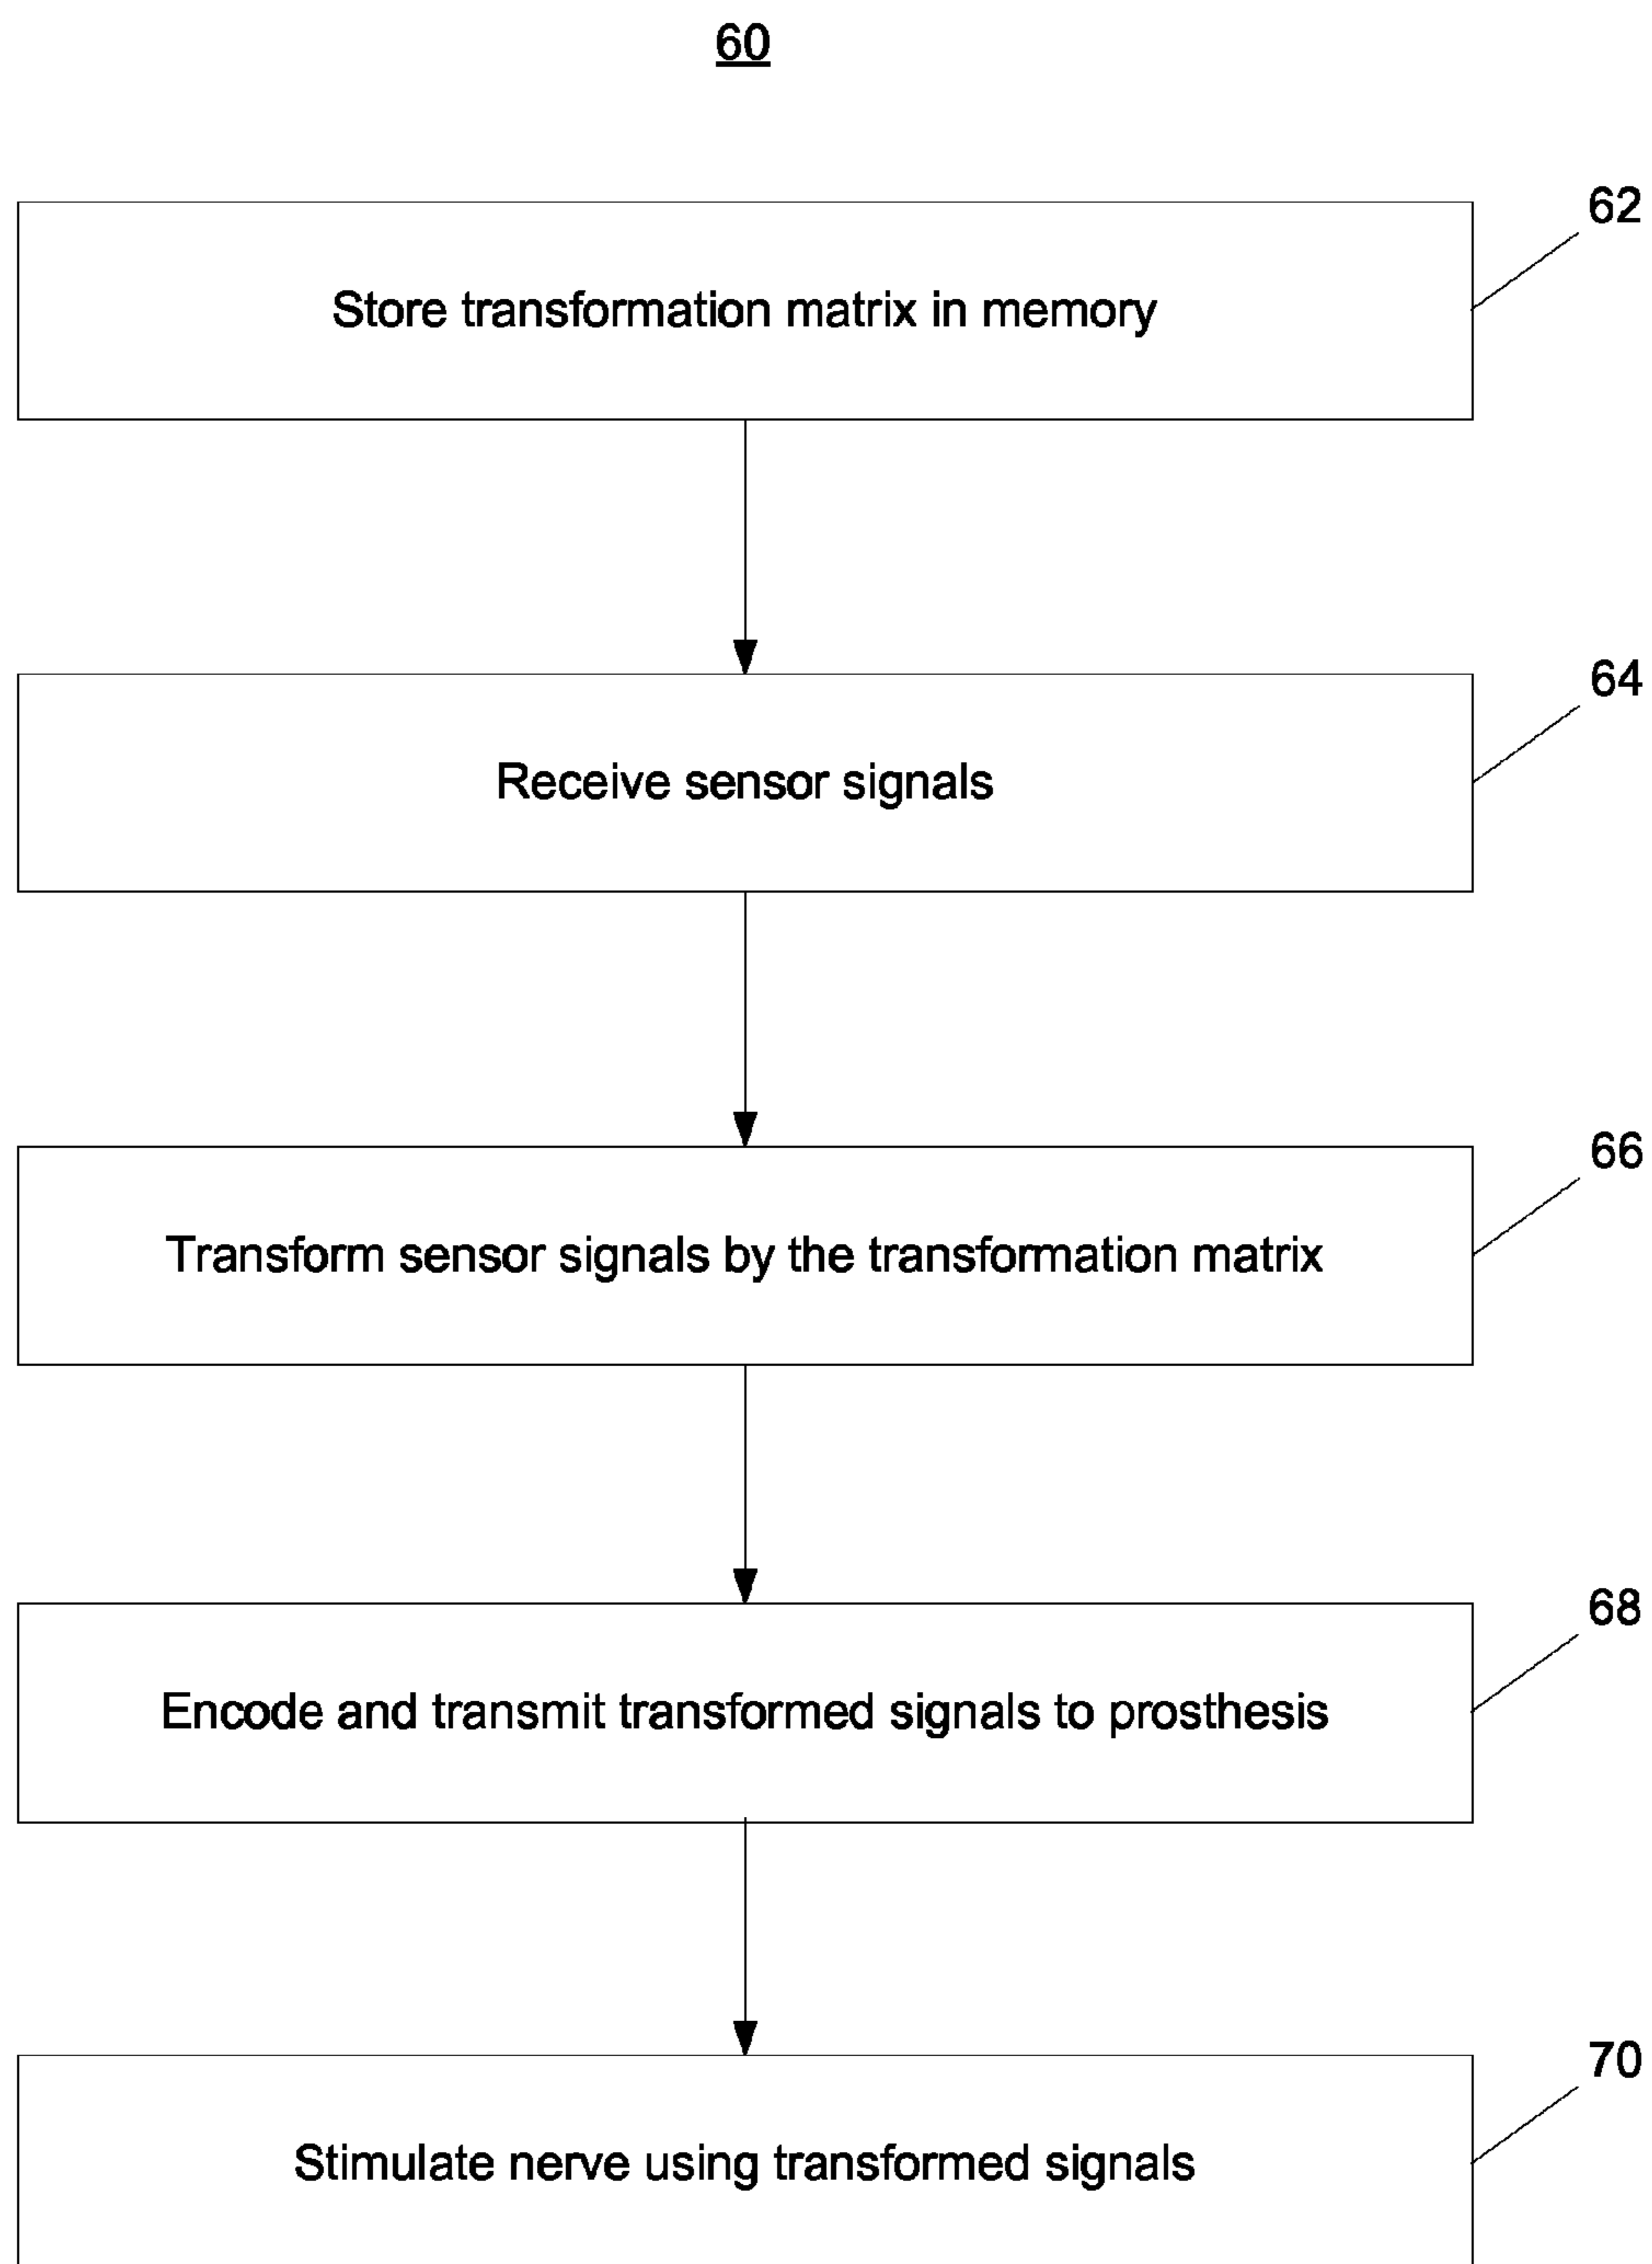 60
62
Store transformation matrix in memory
64
Receive sensor signals
66
Transform sensor signals by the transformation matrix
68
Encode and transmit transformed signals to prosthesis
70
Stimulate nerve using transformed signals